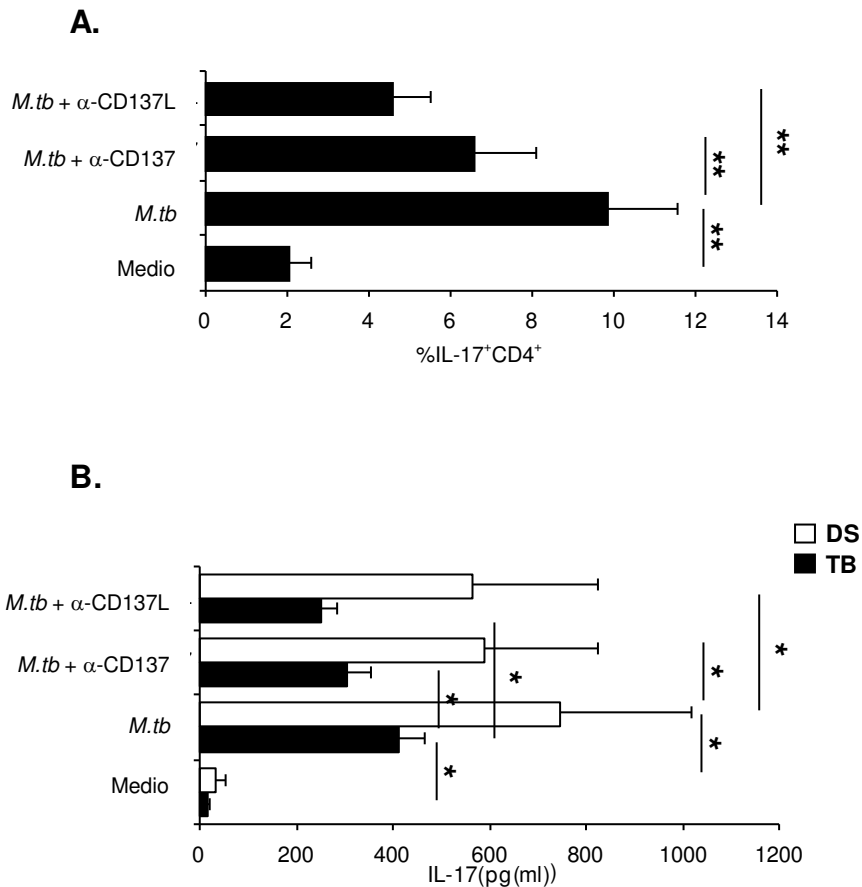 A.
M.tb + α-CD137L
M.tb + α-CD137
M.tb
Medio
**
**
**
0 2 4 6 8 10 12 14
%IL-17⁺CD4⁺
B.
DS
TB
M.tb + α-CD137L
M.tb + α-CD137
M.tb
Medio
*
*
*
*
*
*
0 200 400 600 800 1000 1200
IL-17(pg(ml))